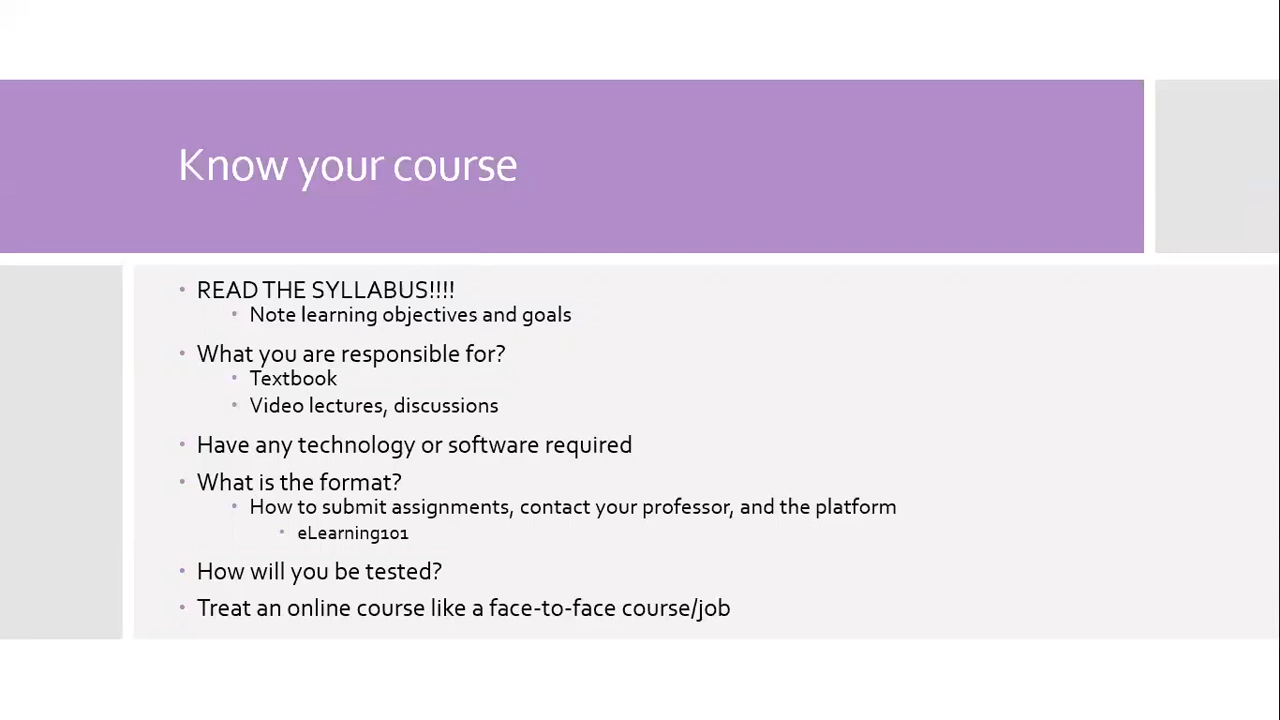 Know your course
READ THE SYLLABUS!!!!
Note learning objectives and goals
What you are responsible for?
Textbook
Video lectures, discussions
Have any technology or software required
What is the format?
How to submit assignments, contact your professor, and the platform
eLearning101
How will you be tested?
Treat an online course like a face-to-face course/job